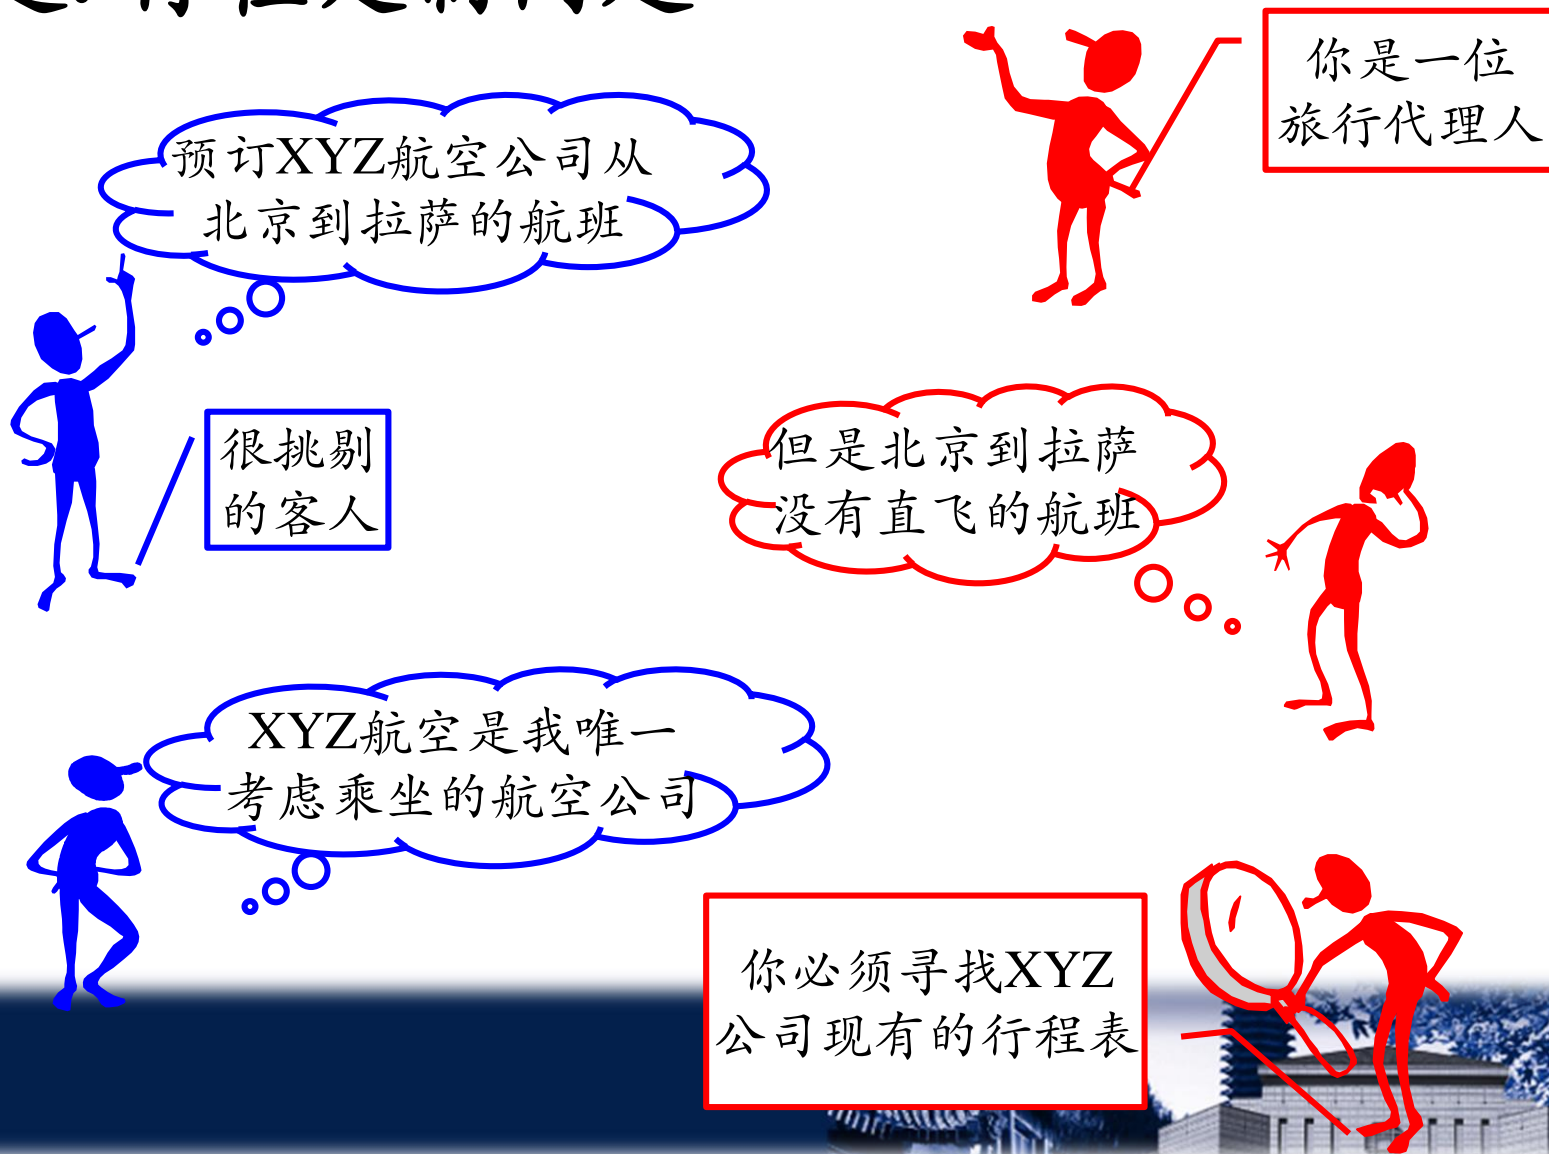 你是一位
旅行代理人
预订XYZ航空公司从
北京到拉萨的航班
很挑剔
的客人
但是北京到拉萨
没有直飞的航班
XYZ航空是我唯一
考虑乘坐的航空公司
你必须寻找XYZ
公司现有的行程表